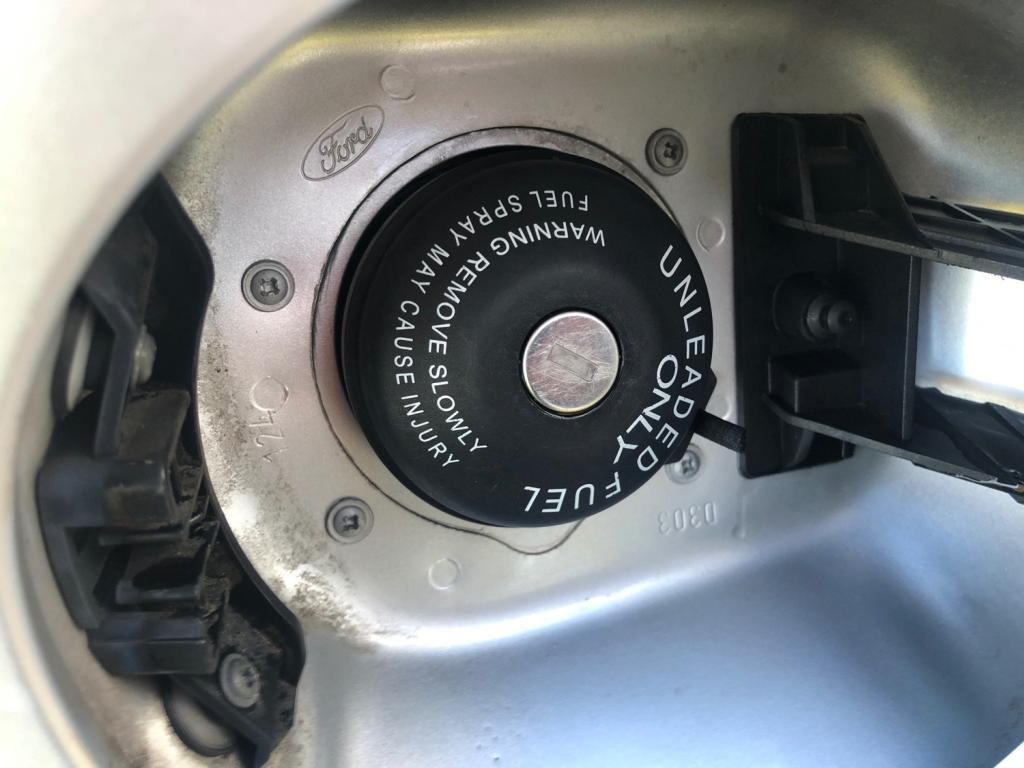 Ford
UNLEADED FUEL
ONLY
WARNING REMOVE SLOWLY
FUEL SPRAY MAY CAUSE INJURY
D303